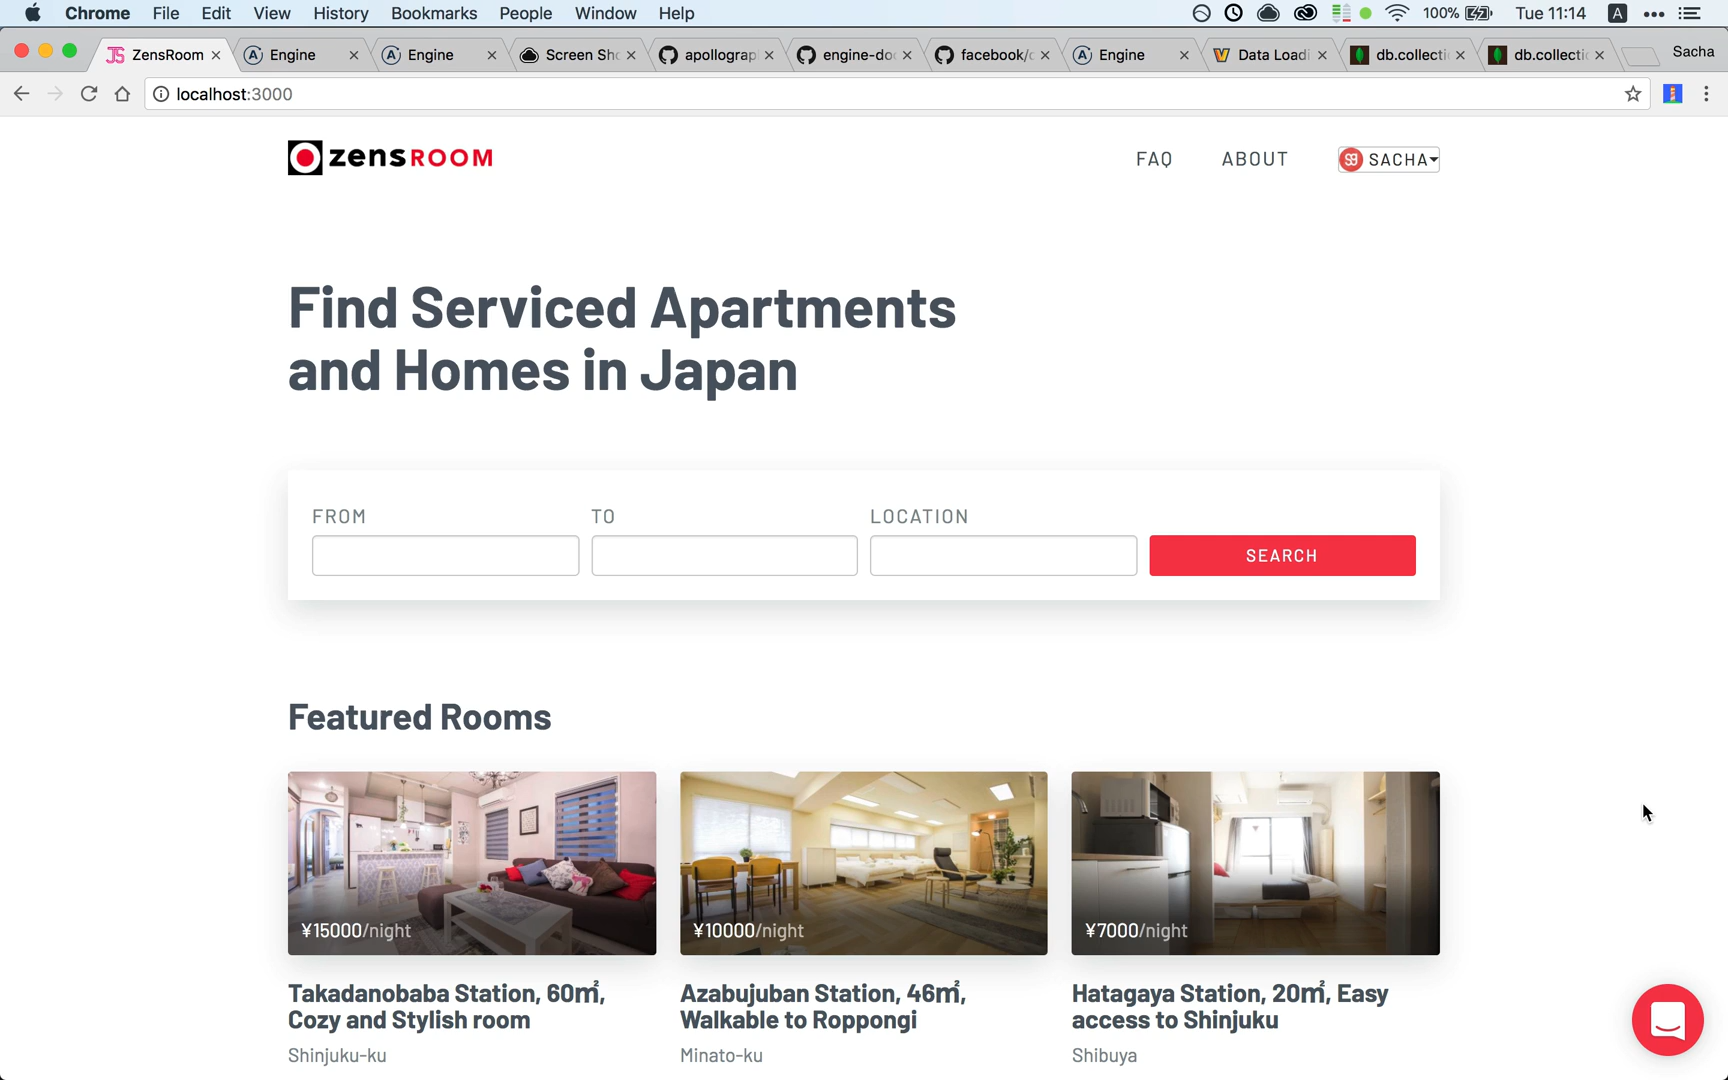 Chrome File Edit View History Bookmarks People Window Help 100% Tue 11:14 A
ZensRoom Engine Engine Screen Sho apollograp engine-doc facebook/d Engine Data Loadi db.collecti db.collecti Sacha
localhost:3000
zensROOM FAQ ABOUT SACHA
Find Serviced Apartments
and Homes in Japan
FROM TO LOCATION
SEARCH
Featured Rooms
¥15000/night ¥10000/night ¥7000/night
Takadanobaba Station, 60㎡, Azabujuban Station, 46㎡, Hatagaya Station, 20㎡, Easy
Cozy and Stylish room Walkable to Roppongi access to Shinjuku
Shinjuku-ku Minato-ku Shibuya